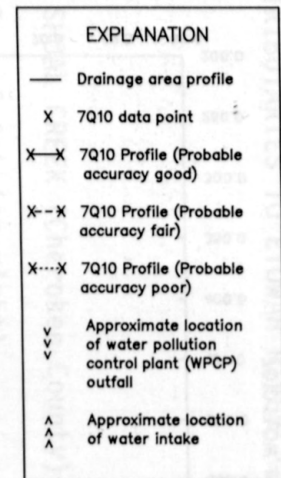 EXPLANATION
Drainage area profile
X 7Q10 data point
X X 7Q10 Profile (Probable
accuracy good)
X X 7Q10 Profile (Probable
accuracy fair)
X X 7Q10 Profile (Probable
accuracy poor)
Approximate location
of water pollution
control plant (WPCP)
outfall
Approximate location
of water intake